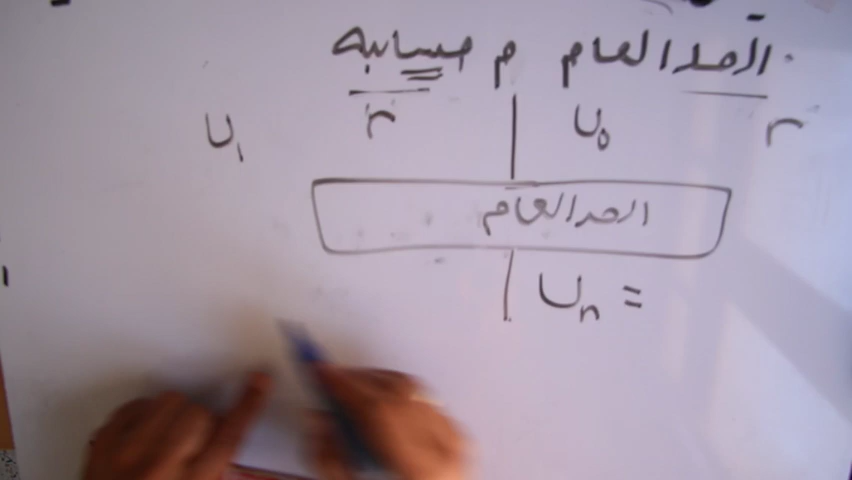 الحد العام م حسابية
U₁ r U₀ r
الحد العام
Uₙ =